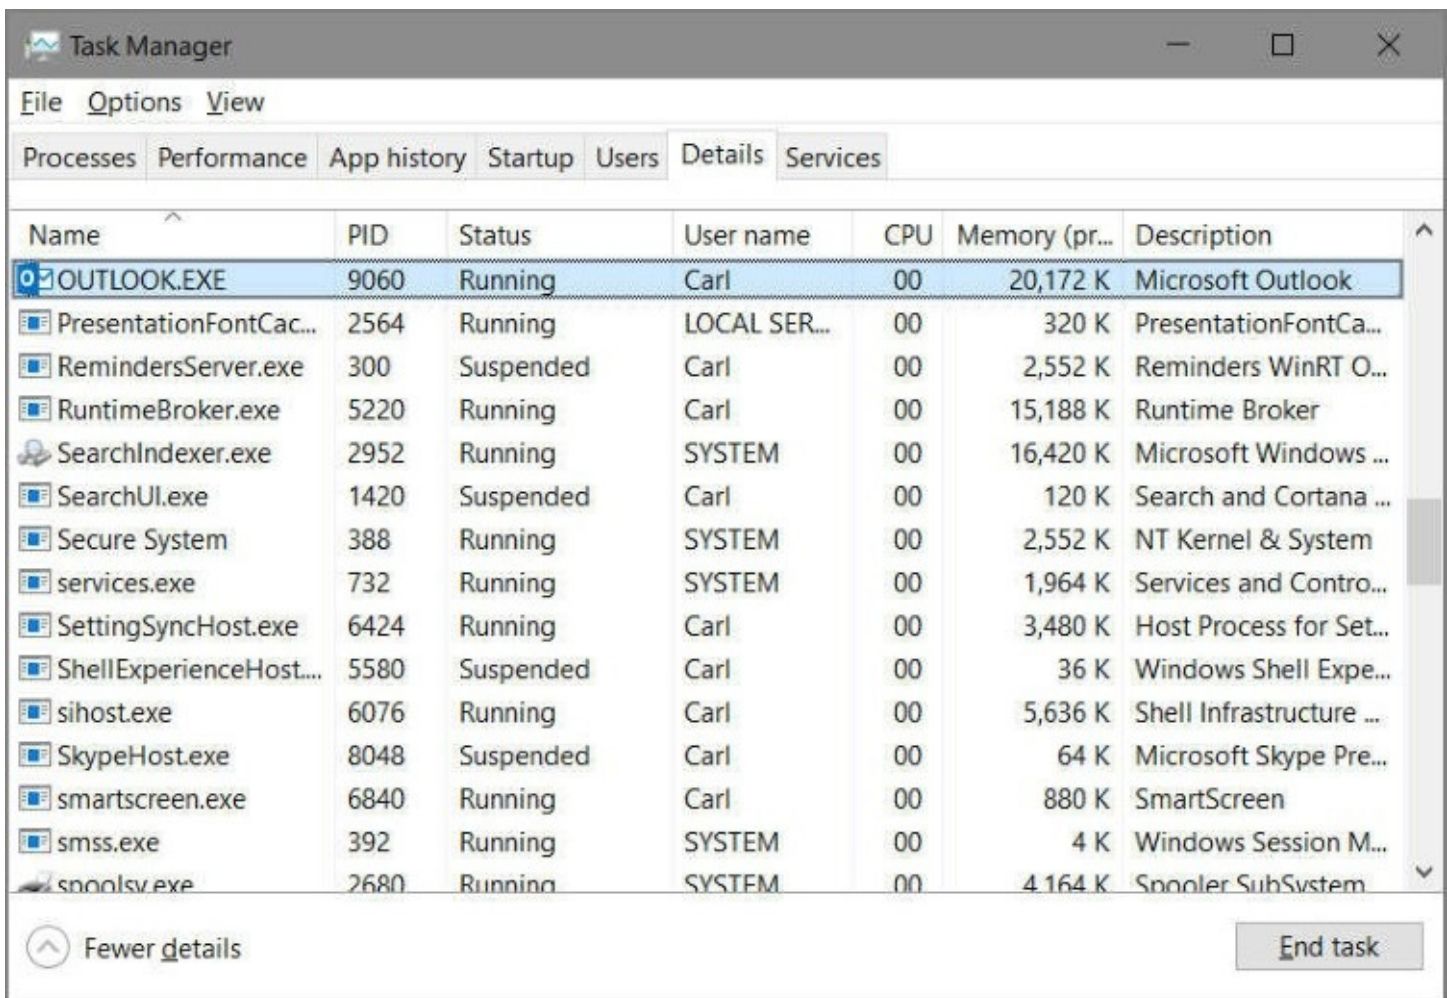 Task Manager
File Options View
Processes Performance App history Startup Users Details Services
Name PID Status User name CPU Memory (pr... Description
OUTLOOK.EXE 9060 Running Carl 00 20,172 K Microsoft Outlook
PresentationFontCac... 2564 Running LOCAL SER... 00 320 K PresentationFontCa...
RemindersServer.exe 300 Suspended Carl 00 2,552 K Reminders WinRT O...
RuntimeBroker.exe 5220 Running Carl 00 15,188 K Runtime Broker
SearchIndexer.exe 2952 Running SYSTEM 00 16,420 K Microsoft Windows ...
SearchUI.exe 1420 Suspended Carl 00 120 K Search and Cortana ...
Secure System 388 Running SYSTEM 00 2,552 K NT Kernel & System
services.exe 732 Running SYSTEM 00 1,964 K Services and Contro...
SettingSyncHost.exe 6424 Running Carl 00 3,480 K Host Process for Set...
ShellExperienceHost.... 5580 Suspended Carl 00 36 K Windows Shell Expe...
sihost.exe 6076 Running Carl 00 5,636 K Shell Infrastructure ...
SkypeHost.exe 8048 Suspended Carl 00 64 K Microsoft Skype Pre...
smartscreen.exe 6840 Running Carl 00 880 K SmartScreen
smss.exe 392 Running SYSTEM 00 4 K Windows Session M...
spoolsv.exe 2680 Running SYSTEM 00 4,164 K Spooler SubSystem
Fewer details End task